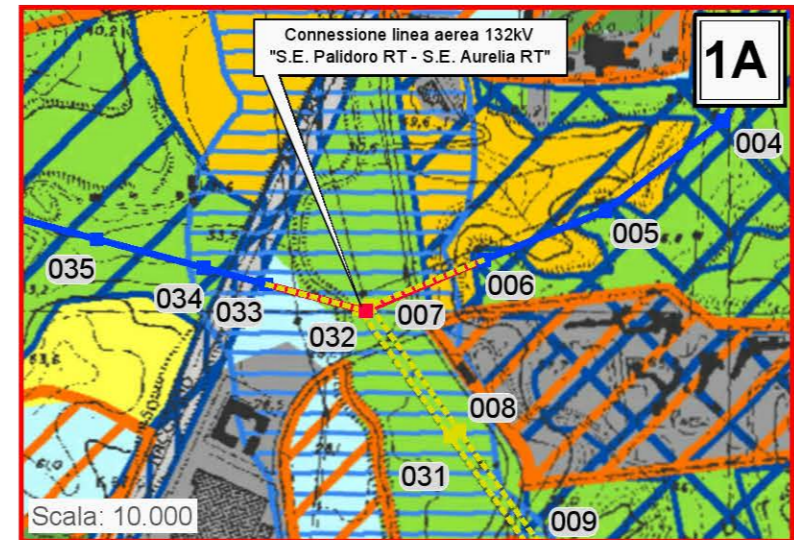 Connessione linea aerea 132kV
"S.E. Palidoro RT - S.E. Aurelia RT"
1A
004
005
006
007
035
034
033
032
008
031
009
Scala: 10.000